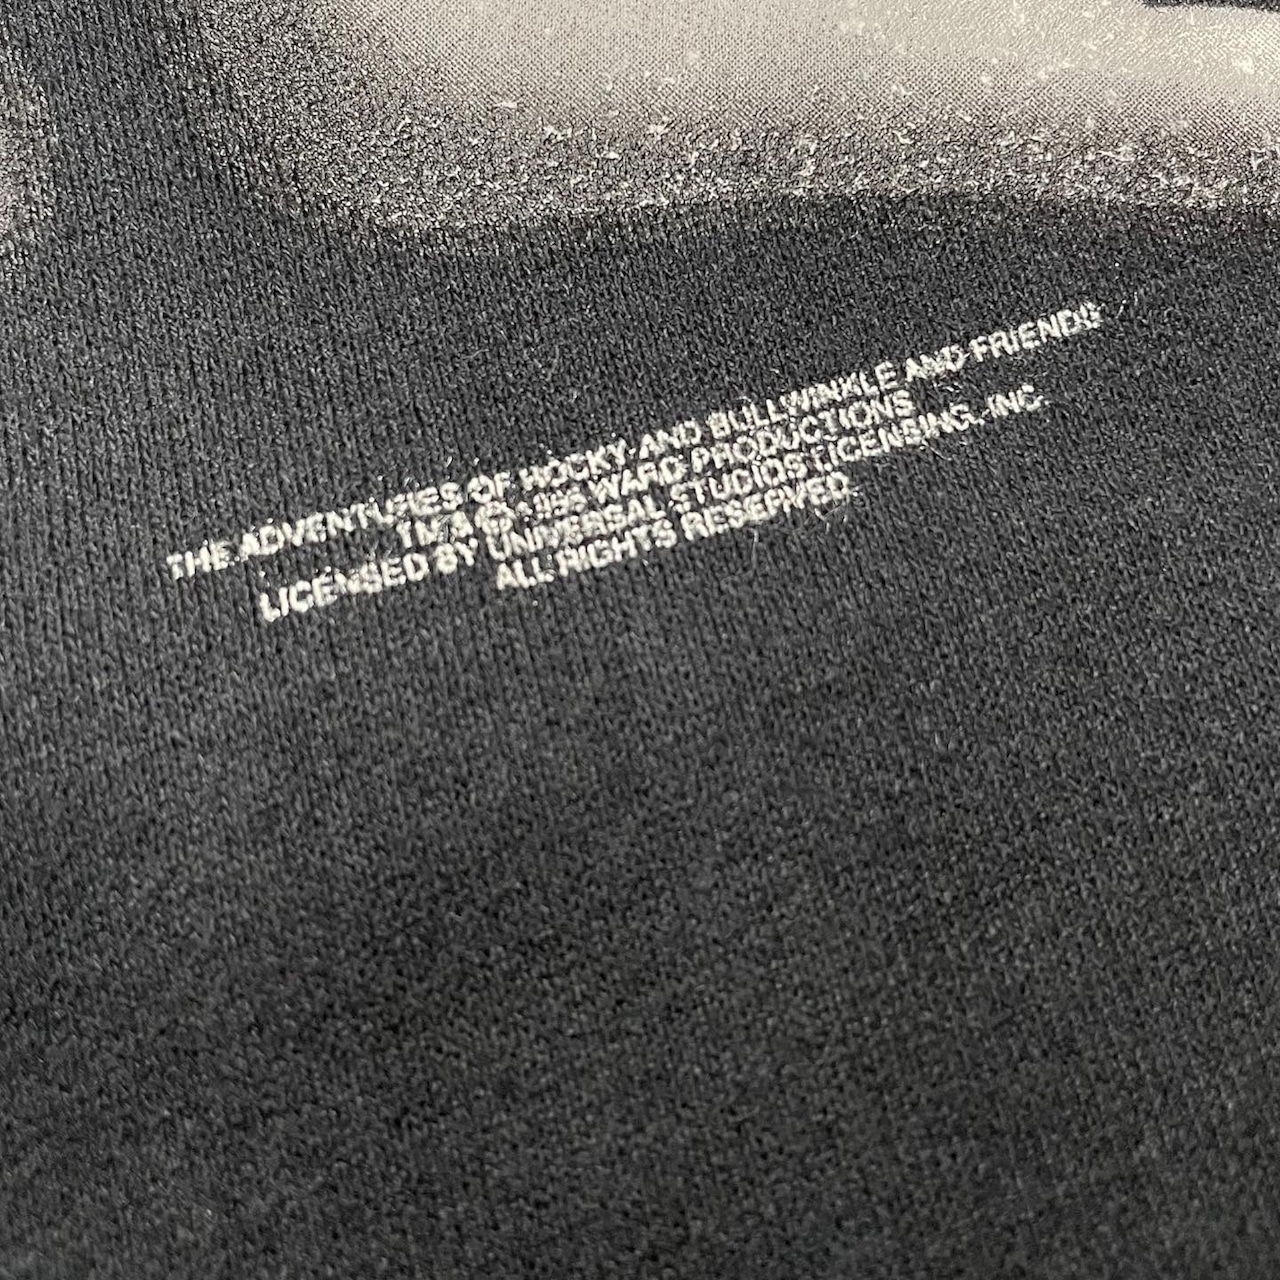 THE ADVENTURES OF ROCKY AND BULLWINKLE AND FRIENDS
TM & © WARD PRODUCTIONS
LICENSED BY UNIVERSAL STUDIOS LICENSING, INC.
ALL RIGHTS RESERVED.